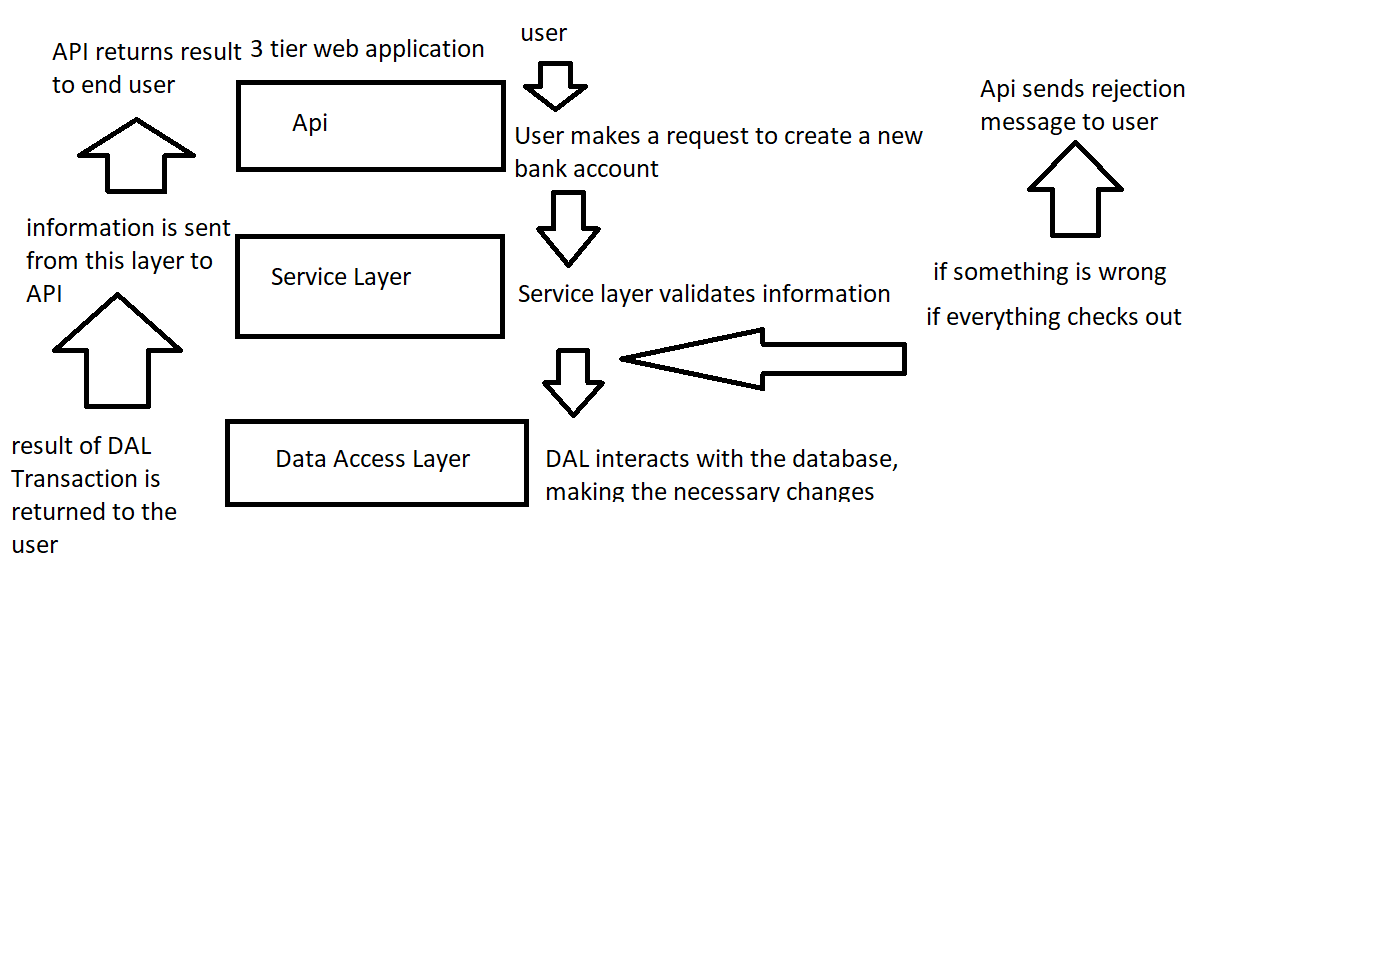 API returns result
to end user
3 tier web application
user
Api
User makes a request to create a new
bank account
Api sends rejection
message to user
information is sent
from this layer to
API
Service Layer
Service layer validates information
if something is wrong
if everything checks out
result of DAL
Transaction is
returned to the
user
Data Access Layer
DAL interacts with the database,
making the necessary changes